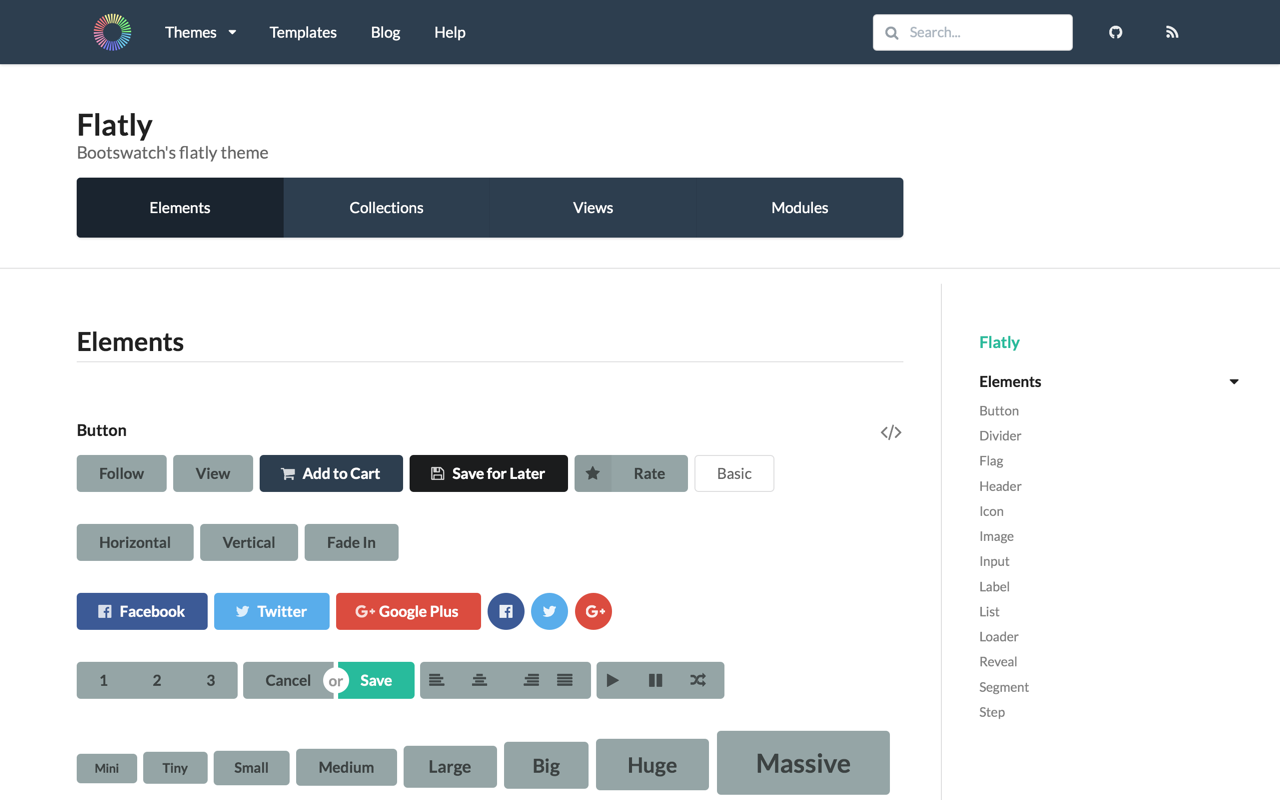 Themes Templates Blog Help Search...
Flatly
Bootswatch's flatly theme
Elements Collections Views Modules
Elements
Button
Follow View Add to Cart Save for Later Rate Basic
Horizontal Vertical Fade In
Facebook Twitter Google Plus
1 2 3 Cancel or Save
Mini Tiny Small Medium Large Big Huge Massive
Flatly
Elements
Button
Divider
Flag
Header
Icon
Image
Input
Label
List
Loader
Reveal
Segment
Step